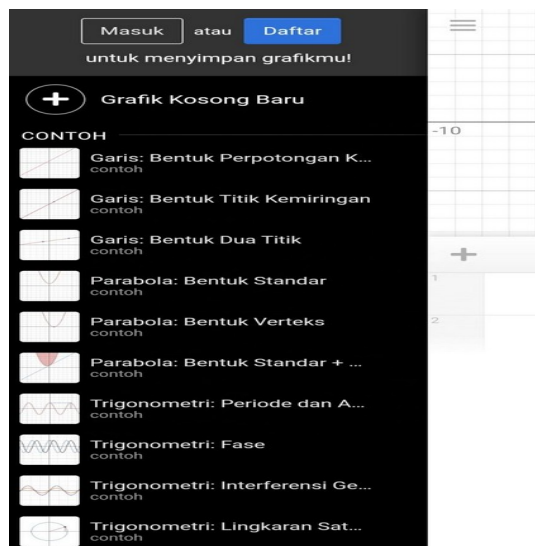 Masuk atau Daftar
untuk menyimpan grafikmu!
Grafik Kosong Baru
CONTOH
Garis: Bentuk Perpotongan K...
contoh
Garis: Bentuk Titik Kemiringan
contoh
Garis: Bentuk Dua Titik
contoh
Parabola: Bentuk Standar
contoh
Parabola: Bentuk Verteks
contoh
Parabola: Bentuk Standar + ...
contoh
Trigonometri: Periode dan A...
contoh
Trigonometri: Fase
contoh
Trigonometri: Interferensi Ge...
contoh
Trigonometri: Lingkaran Sat...
contoh
-10
1
2